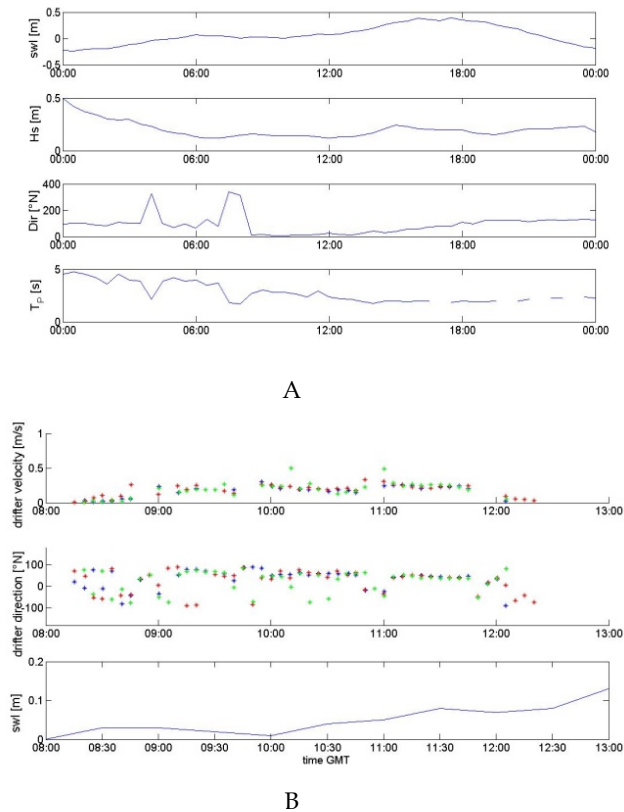 swl [m]
0.5
0
-0.5
00:00 06:00 12:00 18:00 00:00
Hs [m]
0.5
0
00:00 06:00 12:00 18:00 00:00
Dir [°N]
400
200
0
00:00 06:00 12:00 18:00 00:00
T_P [s]
5
0
00:00 06:00 12:00 18:00 00:00
A
drifter velocity [m/s]
1
0.5
0
08:00 09:00 10:00 11:00 12:00 13:00
drifter direction [°N]
100
0
100
08:00 09:00 10:00 11:00 12:00 13:00
swl [m]
0.2
0.1
0
08:00 08:30 09:00 09:30 10:00 10:30 11:00 11:30 12:00 12:30 13:00
time GMT
B